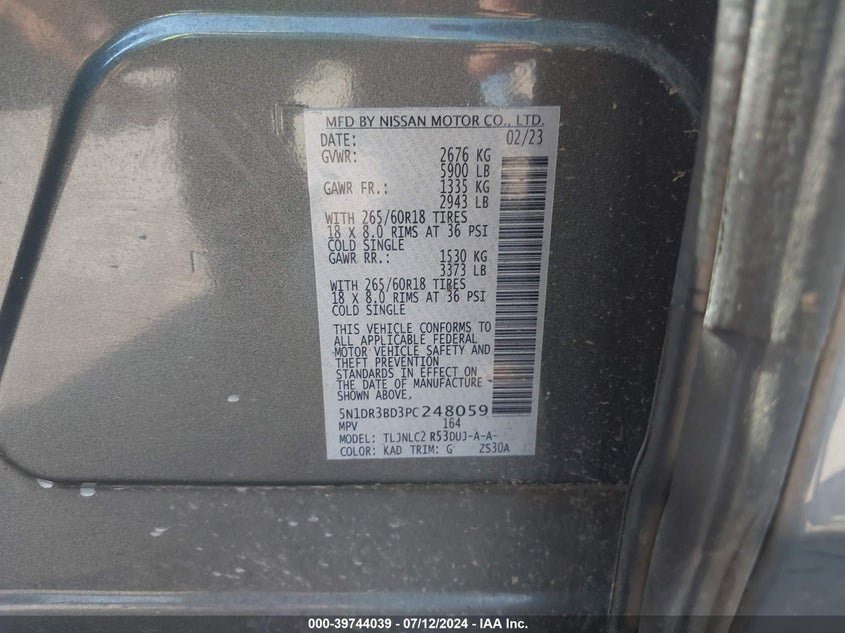 MFD BY NISSAN MOTOR CO., LTD.
DATE: 02/23
GVWR: 2676 KG
5900 LB
GAWR FR.: 1335 KG
2943 LB
WITH 265/60R18 TIRES
18 X 8.0 RIMS AT 36 PSI
COLD SINGLE
GAWR RR.: 1530 KG
3373 LB
WITH 265/60R18 TIRES
18 X 8.0 RIMS AT 36 PSI
COLD SINGLE
THIS VEHICLE CONFORMS TO
ALL APPLICABLE FEDERAL
MOTOR VEHICLE SAFETY AND
THEFT PREVENTION
STANDARDS IN EFFECT ON
THE DATE OF MANUFACTURE
SHOWN ABOVE.
5N1DR3BD3PC248059
MPV 164
MODEL: TLJNLC2 R53DUJ-A-A-
COLOR: KAD TRIM: G ZS30A
000-39744039 - 07/12/2024 - IAA Inc.